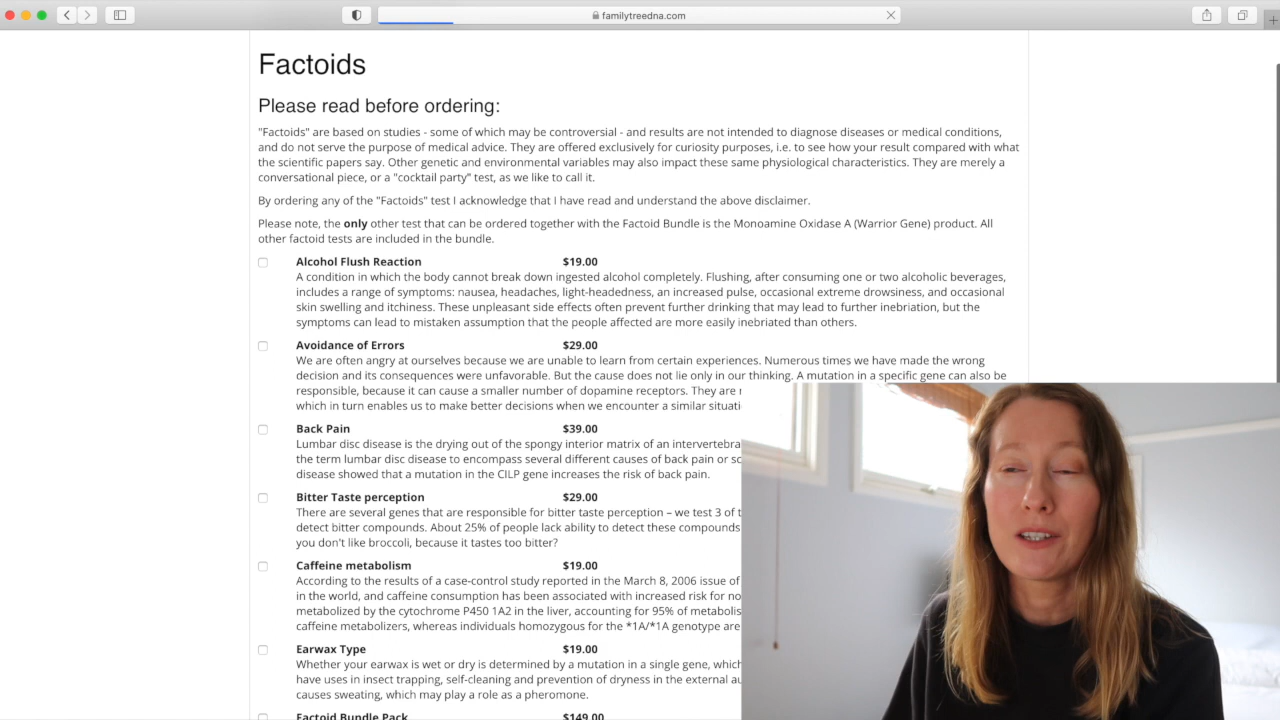 familytreedna.com
Factoids
Please read before ordering:
"Factoids" are based on studies - some of which may be controversial - and results are not intended to diagnose diseases or medical conditions,
and do not serve the purpose of medical advice. They are offered exclusively for curiosity purposes, i.e. to see how your result compared with what
the scientific papers say. Other genetic and environmental variables may also impact these same physiological characteristics. They are merely a
conversational piece, or a "cocktail party" test, as we like to call it.
By ordering any of the "Factoids" test I acknowledge that I have read and understand the above disclaimer.
Please note, the only other test that can be ordered together with the Factoid Bundle is the Monoamine Oxidase A (Warrior Gene) product. All
other factoid tests are included in the bundle.
Alcohol Flush Reaction $19.00
A condition in which the body cannot break down ingested alcohol completely. Flushing, after consuming one or two alcoholic beverages,
includes a range of symptoms: nausea, headaches, light-headedness, an increased pulse, occasional extreme drowsiness, and occasional
skin swelling and itchiness. These unpleasant side effects often prevent further drinking that may lead to further inebriation, but the
symptoms can lead to mistaken assumption that the people affected are more easily inebriated than others.
Avoidance of Errors $29.00
We are often angry at ourselves because we are unable to learn from certain experiences. Numerous times we have made the wrong
decision and its consequences were unfavorable. But the cause does not lie only in our thinking. A mutation in a specific gene can also be
responsible, because it can cause a smaller number of dopamine receptors. They are
which in turn enables us to make better decisions when we encounter a similar
Back Pain $39.00
Lumbar disc disease is the drying out of the spongy interior matrix of an
the term lumbar disc disease to encompass several different causes of back pain or
disease showed that a mutation in the CILP gene increases the risk of back pain.
Bitter Taste perception $29.00
There are several genes that are responsible for bitter taste perception – we test 3 of
detect bitter compounds. About 25% of people lack ability to detect these compounds
you don't like broccoli, because it tastes too bitter?
Caffeine metabolism $19.00
According to the results of a case-control study reported in the March 8, 2006 issue of
in the world, and caffeine consumption has been associated with increased risk for
metabolized by the cytochrome P450 1A2 in the liver, accounting for 95% of
caffeine metabolizers, whereas individuals homozygous for the *1A/*1A genotype are
Earwax Type $19.00
Whether your earwax is wet or dry is determined by a mutation in a single gene, which
have uses in insect trapping, self-cleaning and prevention of dryness in the external
causes sweating, which may play a role as a pheromone.
Factoid Bundle Pack $149.00